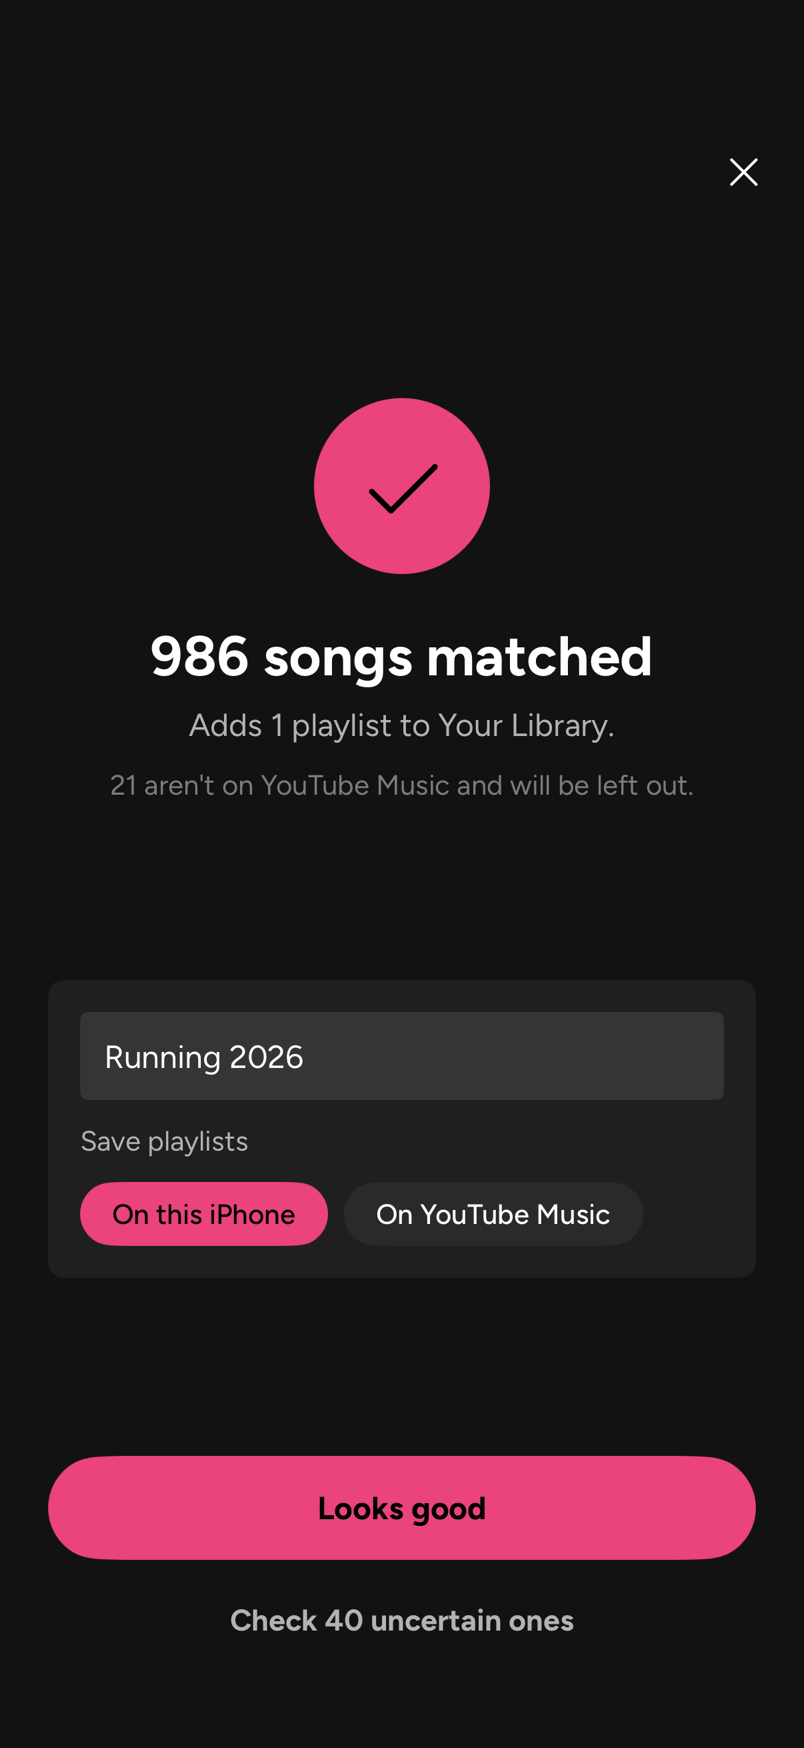 986 songs matched
Adds 1 playlist to Your Library.
21 aren't on YouTube Music and will be left out.
Running 2026
Save playlists
On this iPhone
On YouTube Music
Looks good
Check 40 uncertain ones